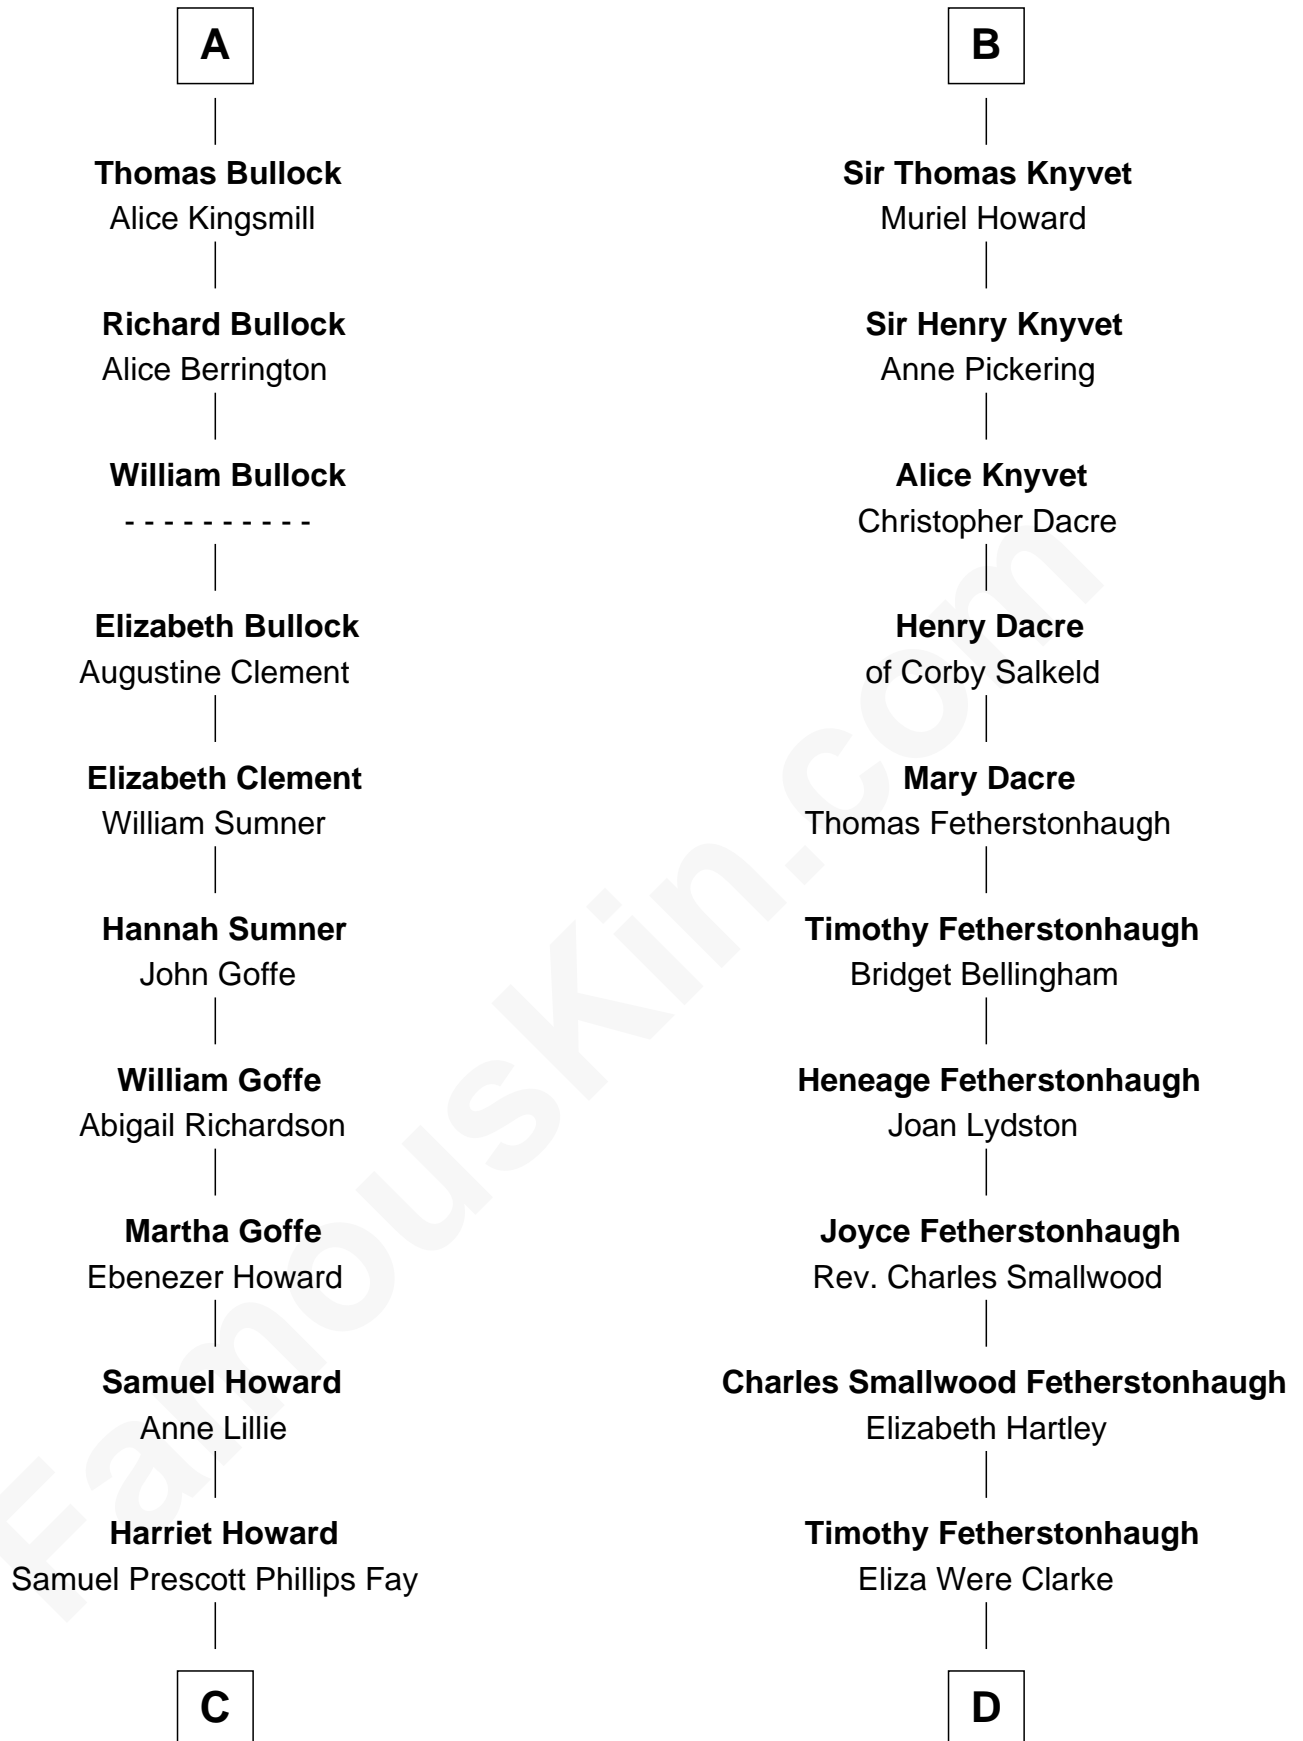 A
Thomas Bullock
Alice Kingsmill
Richard Bullock
Alice Berrington
William Bullock
- - - - - - - - - -
Elizabeth Bullock
Augustine Clement
Elizabeth Clement
William Sumner
Hannah Sumner
John Goffe
William Goffe
Abigail Richardson
Martha Goffe
Ebenezer Howard
Samuel Howard
Anne Lillie
Harriet Howard
Samuel Prescott Phillips Fay
C
B
Sir Thomas Knyvet
Muriel Howard
Sir Henry Knyvet
Anne Pickering
Alice Knyvet
Christopher Dacre
Henry Dacre
of Corby Salkeld
Mary Dacre
Thomas Fetherstonhaugh
Timothy Fetherstonhaugh
Bridget Bellingham
Heneage Fetherstonhaugh
Joan Lydston
Joyce Fetherstonhaugh
Rev. Charles Smallwood
Charles Smallwood Fetherstonhaugh
Elizabeth Hartley
Timothy Fetherstonhaugh
Eliza Were Clarke
D
FamousKin.com